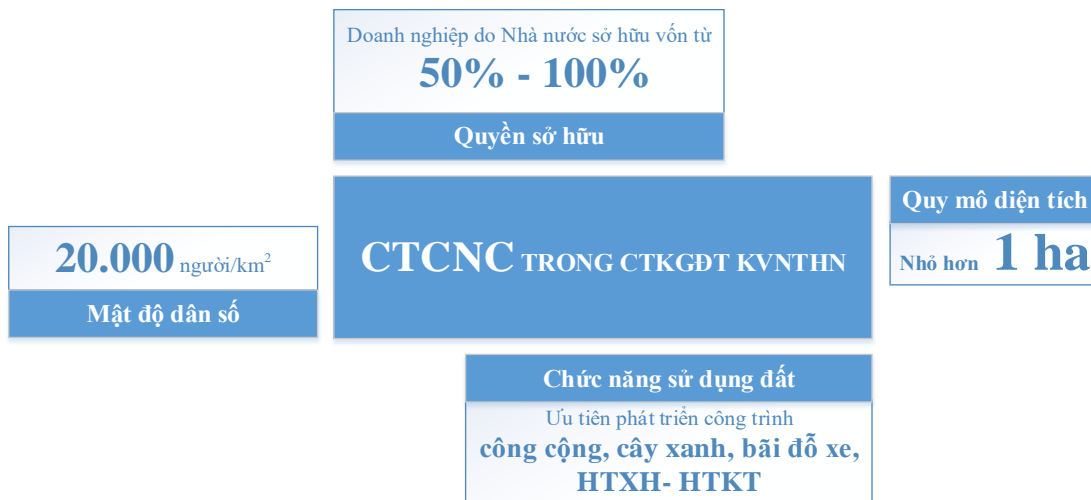 Doanh nghiệp do Nhà nước sở hữu vốn từ
50% - 100%
Quyền sở hữu
20.000 người/km²
Mật độ dân số
CTCNC TRONG CTKGĐT KVNTHN
Quy mô diện tích
Nhỏ hơn 1 ha
Chức năng sử dụng đất
Ưu tiên phát triển công trình
công cộng, cây xanh, bãi đỗ xe,
HTXH- HTKT